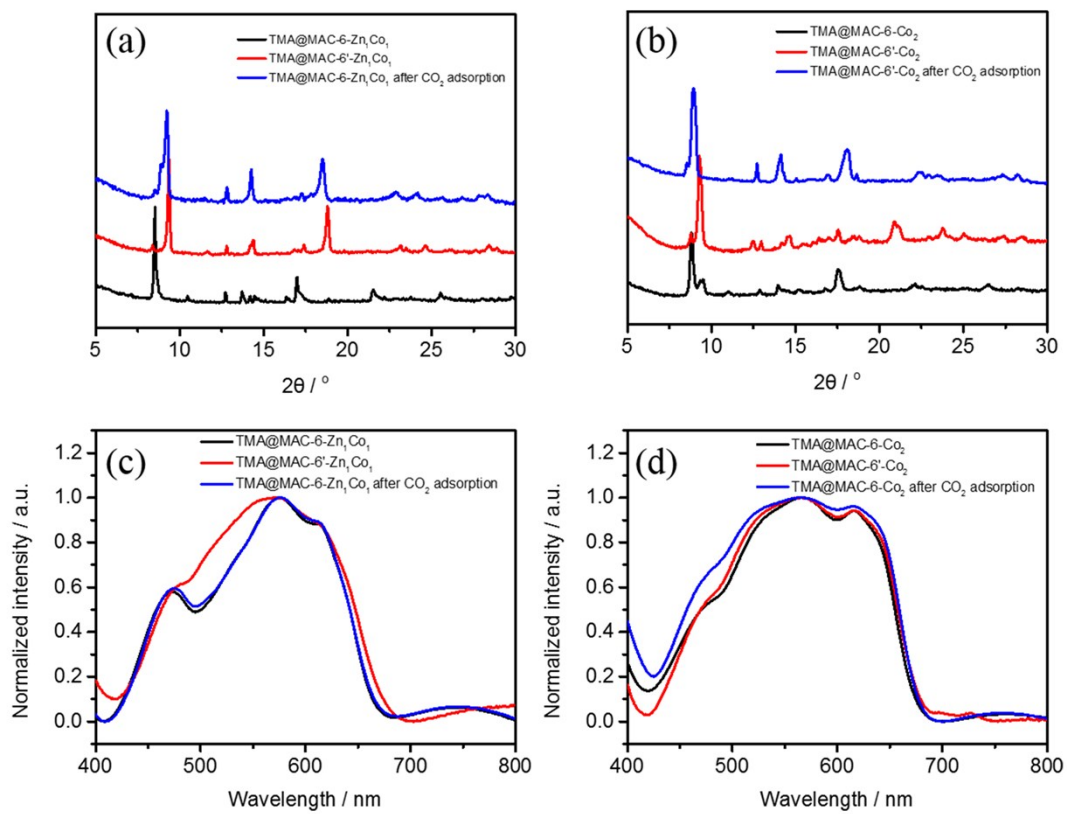 (a)
TMA@MAC-6-Zn₁Co₁
TMA@MAC-6'-Zn₁Co₁
TMA@MAC-6-Zn₁Co₁ after CO₂ adsorption
5 10 15 20 25 30
2θ / °
(b)
TMA@MAC-6-Co₂
TMA@MAC-6'-Co₂
TMA@MAC-6'-Co₂ after CO₂ adsorption
5 10 15 20 25 30
2θ / °
(c)
TMA@MAC-6-Zn₁Co₁
TMA@MAC-6'-Zn₁Co₁
TMA@MAC-6-Zn₁Co₁ after CO₂ adsorption
Normalized intensity / a.u.
1.2
1.0
0.8
0.6
0.4
0.2
0.0
400 500 600 700 800
Wavelength / nm
(d)
TMA@MAC-6-Co₂
TMA@MAC-6'-Co₂
TMA@MAC-6-Co₂ after CO₂ adsorption
Normalized intensity / a.u.
1.2
1.0
0.8
0.6
0.4
0.2
0.0
400 500 600 700 800
Wavelength / nm